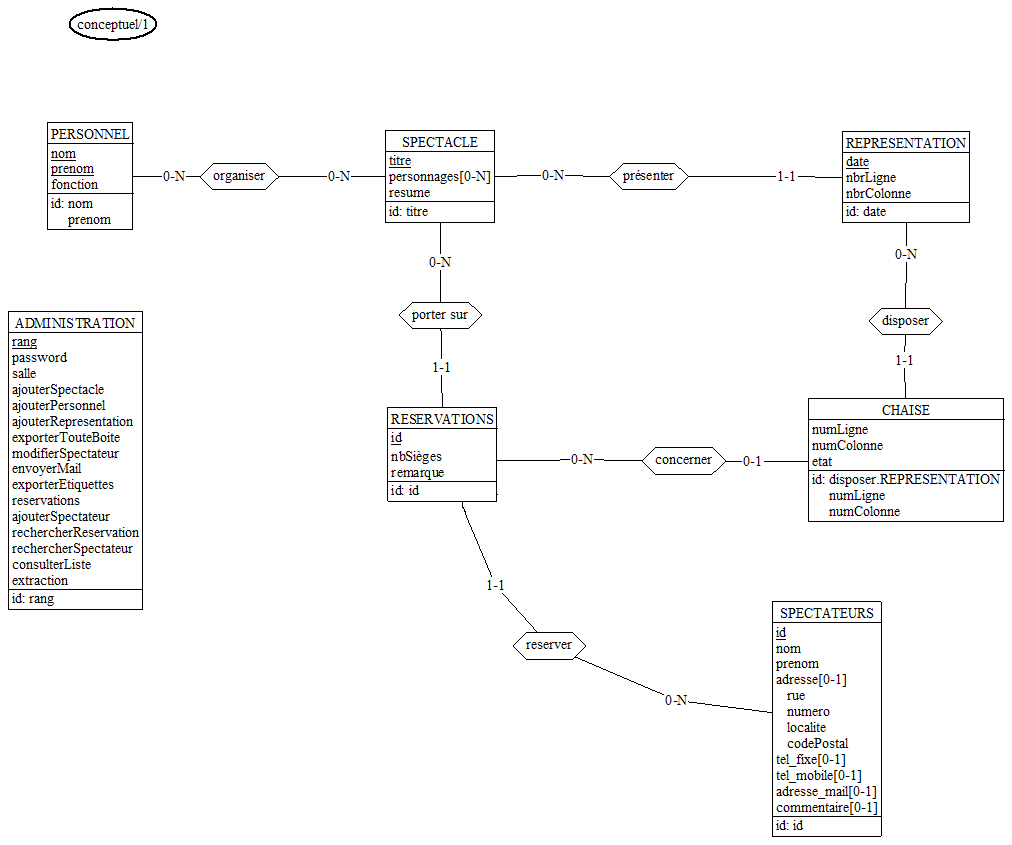 conceptuel/1
PERSONNEL
nom
prenom
fonction
id: nom
prenom
0-N
organiser
0-N
SPECTACLE
titre
personnages[0-N]
resume
id: titre
0-N
présenter
1-1
REPRESENTATION
date
nbrLigne
nbrColonne
id: date
0-N
porter sur
1-1
0-N
disposer
1-1
ADMINISTRATION
rang
password
salle
ajouterSpectacle
ajouterPersonnel
ajouterRepresentation
exporterTouteBoite
modifierSpectateur
envoyerMail
exporterEtiquettes
reservations
ajouterSpectateur
rechercherReservation
rechercherSpectateur
consulterListe
extraction
id: rang
RESERVATIONS
id
nbSièges
remarque
id: id
0-N
concerner
0-1
CHAISE
numLigne
numColonne
etat
id: disposer.REPRESENTATION
numLigne
numColonne
1-1
reserver
0-N
SPECTATEURS
id
nom
prenom
adresse[0-1]
rue
numero
localite
codePostal
tel_fixe[0-1]
tel_mobile[0-1]
adresse_mail[0-1]
commentaire[0-1]
id: id